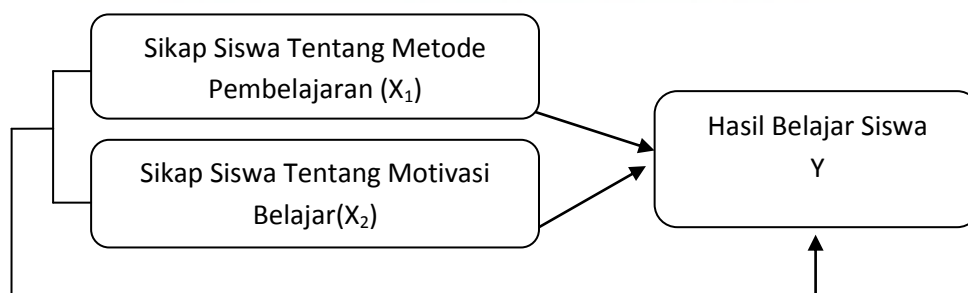 Sikap Siswa Tentang Metode
Pembelajaran (X₁)
Sikap Siswa Tentang Motivasi
Belajar(X₂)
Hasil Belajar Siswa
Y